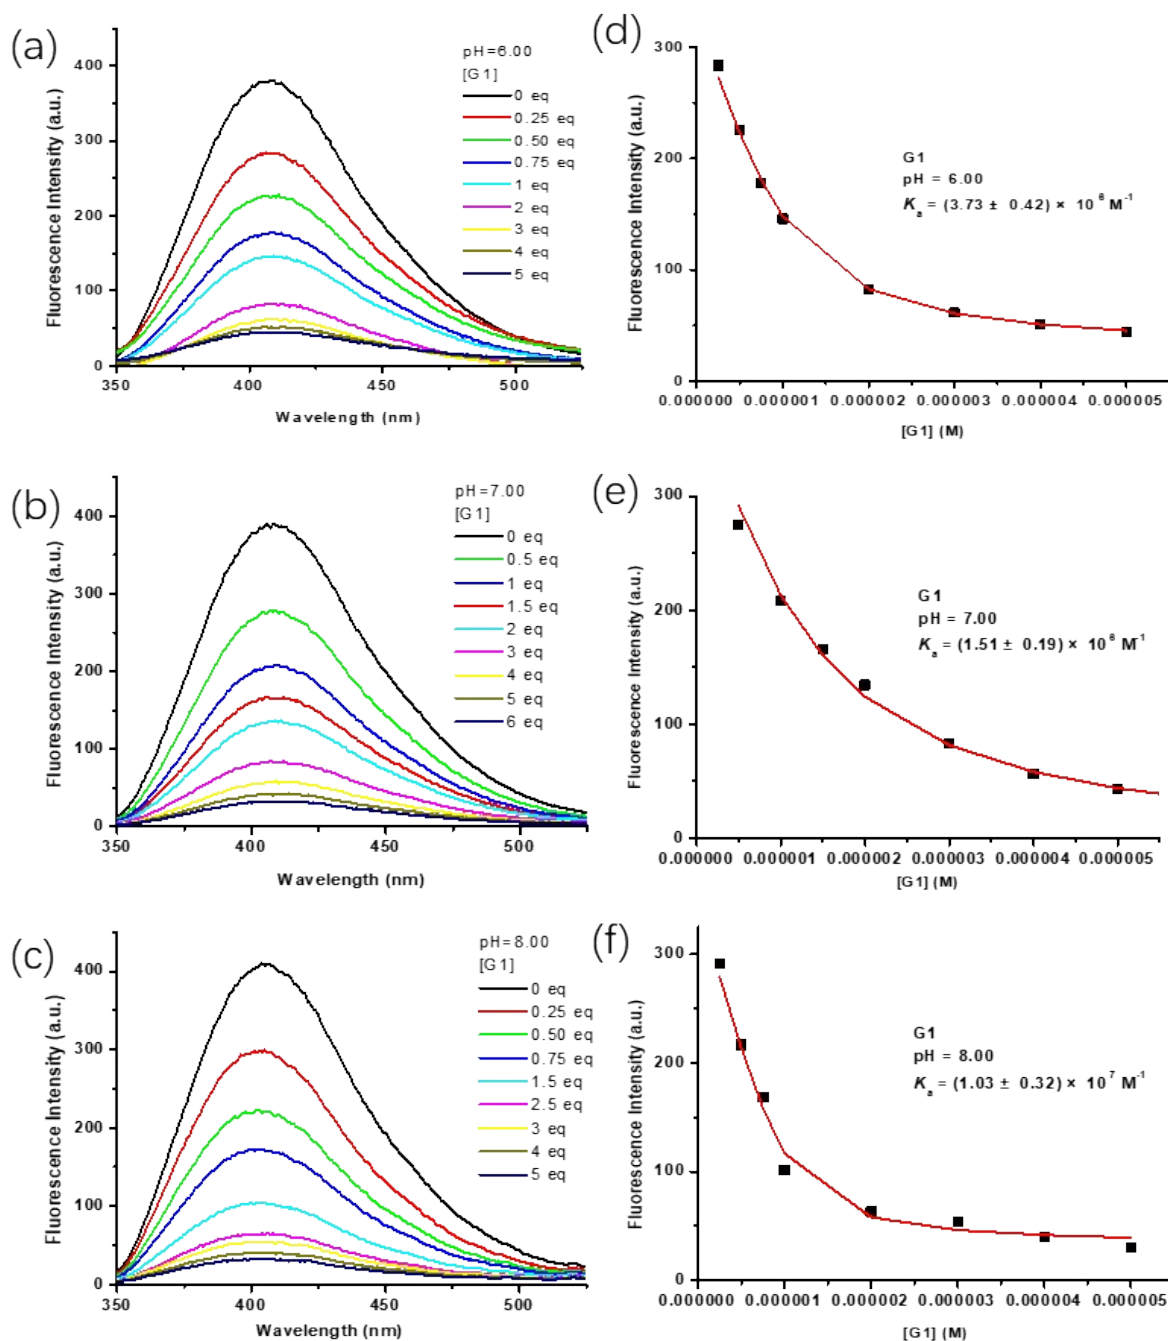 (a)
pH=6.00
[G1]
0 eq
0.25 eq
0.50 eq
0.75 eq
1 eq
2 eq
3 eq
4 eq
5 eq
Fluorescence Intensity (a.u.)
400
300
200
100
0
350 400 450 500
Wavelength (nm)
(d)
G1
pH = 6.00
Kₐ = (3.73 ± 0.42) × 10⁶ M⁻¹
Fluorescence Intensity (a.u.)
300
200
100
0
0.000000 0.000001 0.000002 0.000003 0.000004 0.000005
[G1] (M)
(b)
pH=7.00
[G1]
0 eq
0.5 eq
1 eq
1.5 eq
2 eq
3 eq
4 eq
5 eq
6 eq
Fluorescence Intensity (a.u.)
400
300
200
100
0
350 400 450 500
Wavelength (nm)
(e)
G1
pH = 7.00
Kₐ = (1.51 ± 0.19) × 10⁶ M⁻¹
Fluorescence Intensity (a.u.)
300
200
100
0
0.000000 0.000001 0.000002 0.000003 0.000004 0.000005
[G1] (M)
(c)
pH=8.00
[G1]
0 eq
0.25 eq
0.50 eq
0.75 eq
1.5 eq
2.5 eq
3 eq
4 eq
5 eq
Fluorescence Intensity (a.u.)
400
300
200
100
0
350 400 450 500
Wavelength (nm)
(f)
G1
pH = 8.00
Kₐ = (1.03 ± 0.32) × 10⁷ M⁻¹
Fluorescence Intensity (a.u.)
300
200
100
0
0.000000 0.000001 0.000002 0.000003 0.000004 0.000005
[G1] (M)